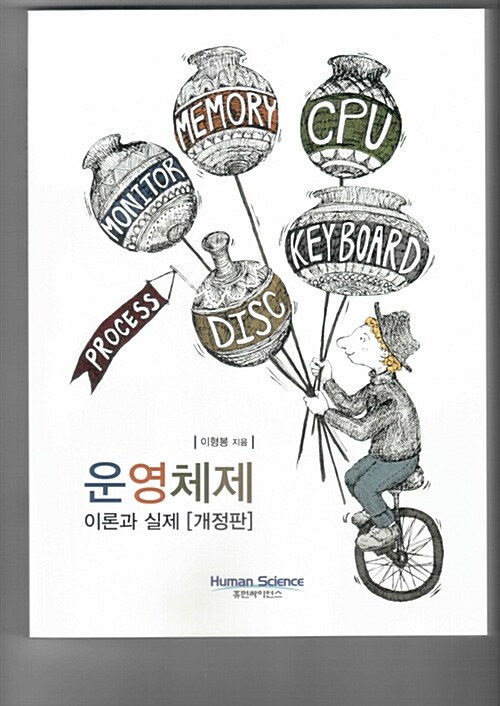 MEMORY
CPU
MONITOR
KEYBOARD
DISC
PROCESS
| 이형봉 지음 |
운영체제
이론과 실제 [개정판]
Human Science
휴먼싸이언스